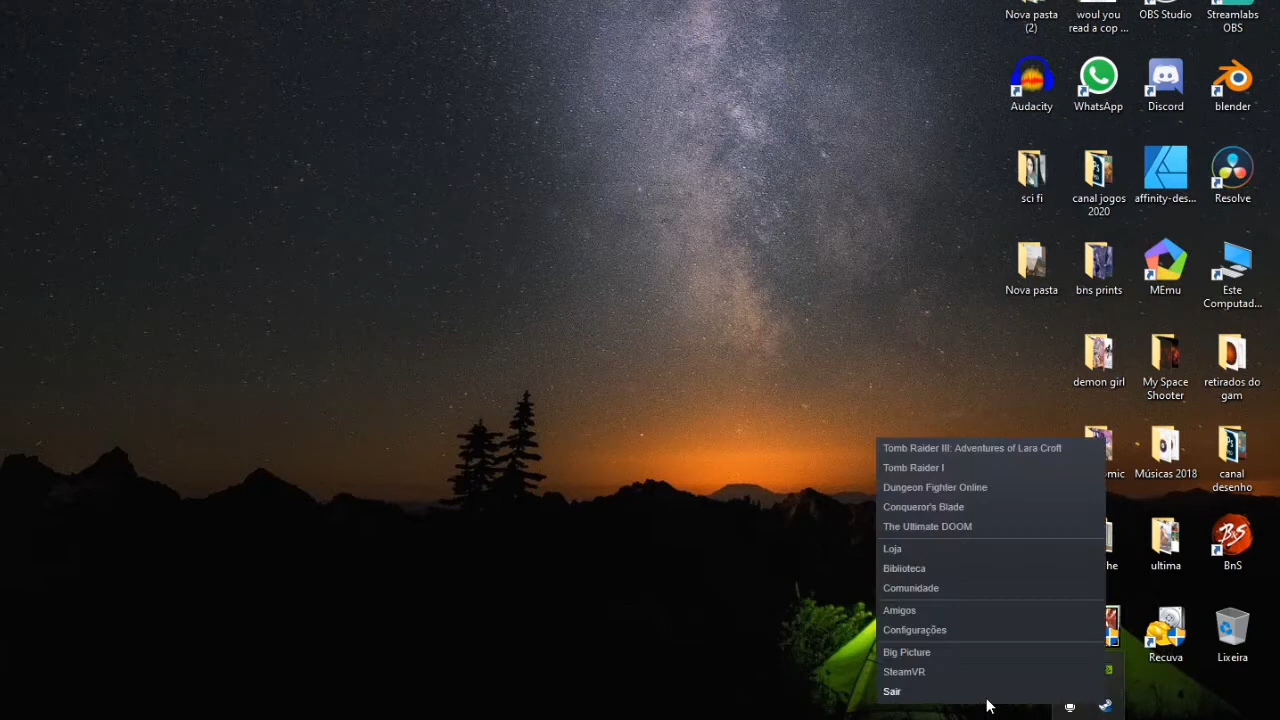 Nova pasta
(2)
woul you
read a cop ...
OBS Studio
Streamlabs
OBS
Audacity
WhatsApp
Discord
blender
sci fi
canal jogos
2020
affinity-des...
Resolve
Nova pasta
bns prints
MEmu
Este
Computad...
demon girl
My Space
Shooter
retirados do
gam
Músicas 2018
canal
desenho
ultima
BnS
Recuva
Lixeira
Tomb Raider III: Adventures of Lara Croft
Tomb Raider I
Dungeon Fighter Online
Conqueror's Blade
The Ultimate DOOM
Loja
Biblioteca
Comunidade
Amigos
Configurações
Big Picture
SteamVR
Sair